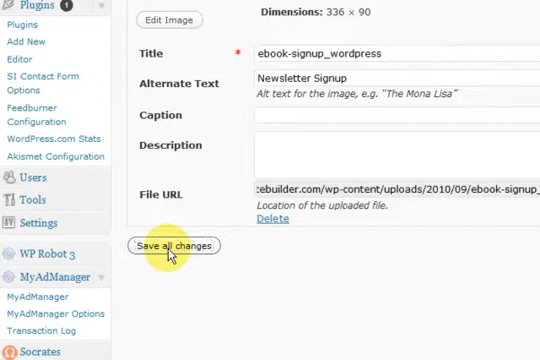 Plugins 1
Plugins
Add New
Editor
SI Contact Form
Options
Feedburner
Configuration
WordPress.com Stats
Akismet Configuration
Users
Tools
Settings
WP Robot 3
MyAdManager
MyAdManager
MyAdManager Options
Transaction Log
Socrates
Edit Image
Dimensions: 336 × 90
Title * ebook-signup_wordpress
Alternate Text Newsletter Signup
Alt text for the image, e.g. "The Mona Lisa"
Caption
Description
File URL :ebuilder.com/wp-content/uploads/2010/09/ebook-signup_
Location of the uploaded file.
Delete
Save all changes